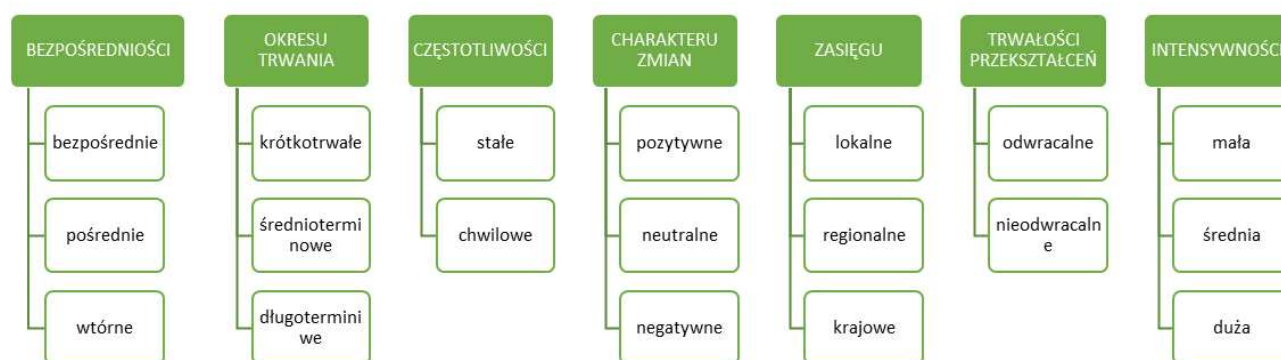 BEZPOŚREDNIOŚCI
bezpośrednie
pośrednie
wtórne
OKRESU
TRWANIA
krótkotrwałe
średniotermi
nowe
długotermini
we
CZĘSTOTLIWOŚCI
stałe
chwilowe
CHARAKTERU
ZMIAN
pozytywne
neutralne
negatywne
ZASIĘGU
lokalne
regionalne
krajowe
TRWAŁOŚCI
PRZEKSZTAŁCEŃ
odwracalne
nieodwracaln
e
INTENSYWNOŚCI
mała
średnia
duża